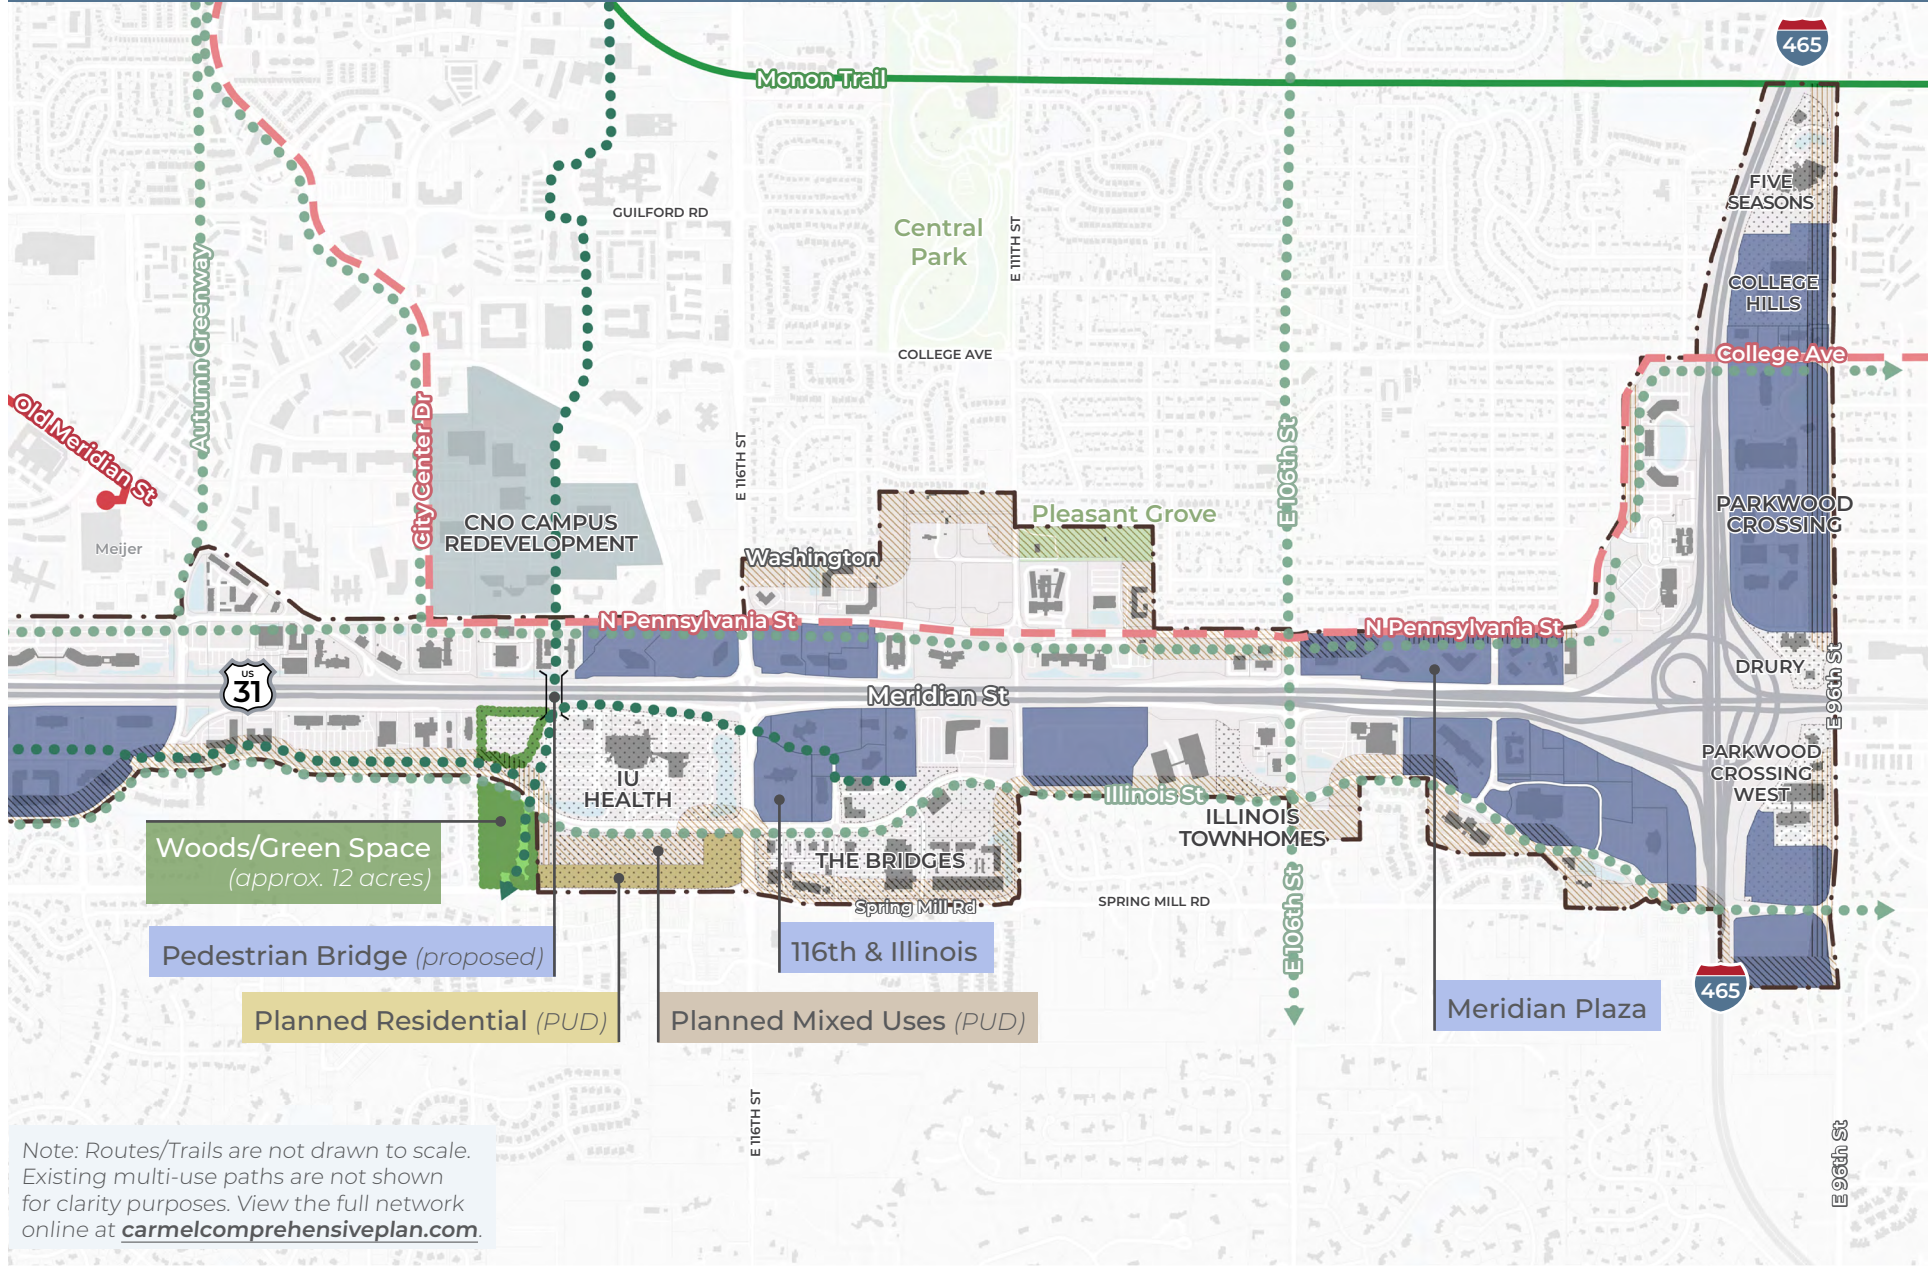 465
Monon Trail
FIVE
SEASONS
GUILFORD RD
Central
Park
E 111TH ST
COLLEGE
HILLS
Autumn Greenway
COLLEGE AVE
College Ave
Old Meridian St
City Center Dr
E 116TH ST
E 106th St
PARKWOOD
CROSSING
CNO CAMPUS
REDEVELOPMENT
Pleasant Grove
Meijer
Washington
N Pennsylvania St
N Pennsylvania St
US
31
Meridian St
DRURY
E 96th St
PARKWOOD
CROSSING
WEST
IU
HEALTH
Illinois St
ILLINOIS
TOWNHOMES
Woods/Green Space
(approx. 12 acres)
THE BRIDGES
Spring Mill Rd
SPRING MILL RD
E 106th St
Pedestrian Bridge (proposed)
116th & Illinois
465
Planned Residential (PUD)
Planned Mixed Uses (PUD)
Meridian Plaza
E 116TH ST
E 96th St
Note: Routes/Trails are not drawn to scale.
Existing multi-use paths are not shown
for clarity purposes. View the full network
online at carmelcomprehensiveplan.com.